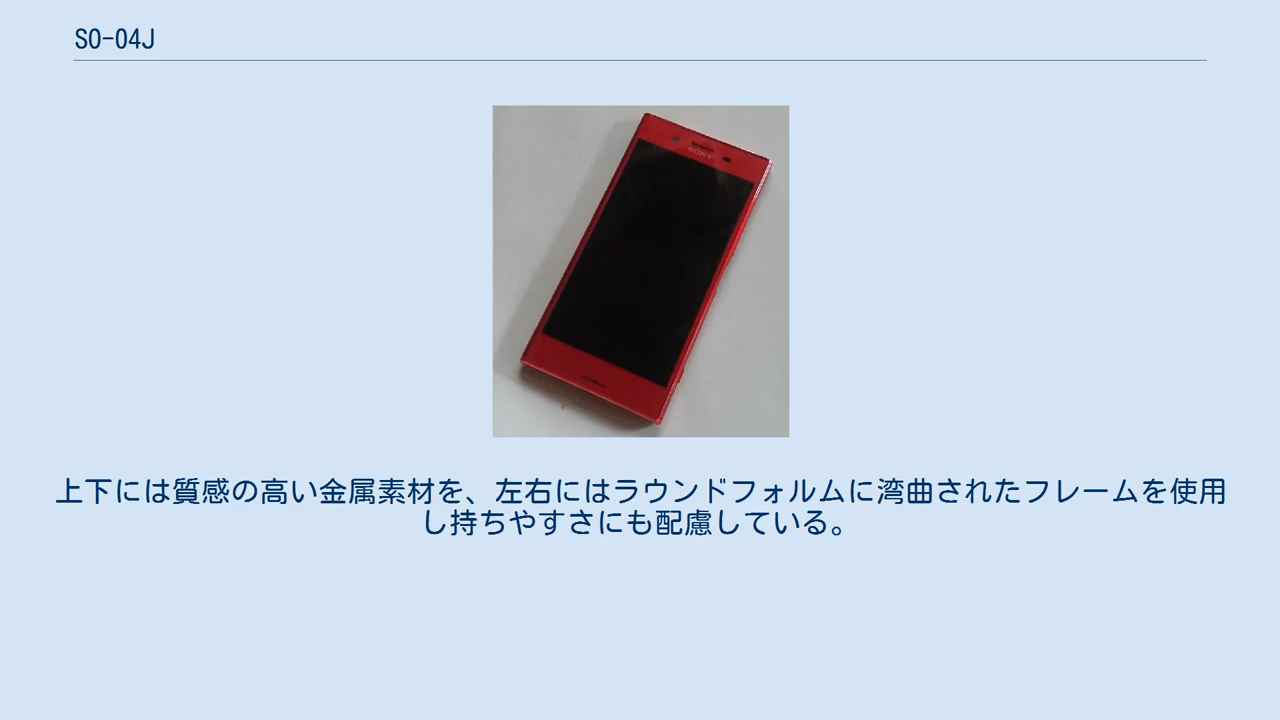 SO-04J
SONY
上下には質感の高い金属素材を、左右にはラウンドフォルムに湾曲されたフレームを使用
し持ちやすさにも配慮している。